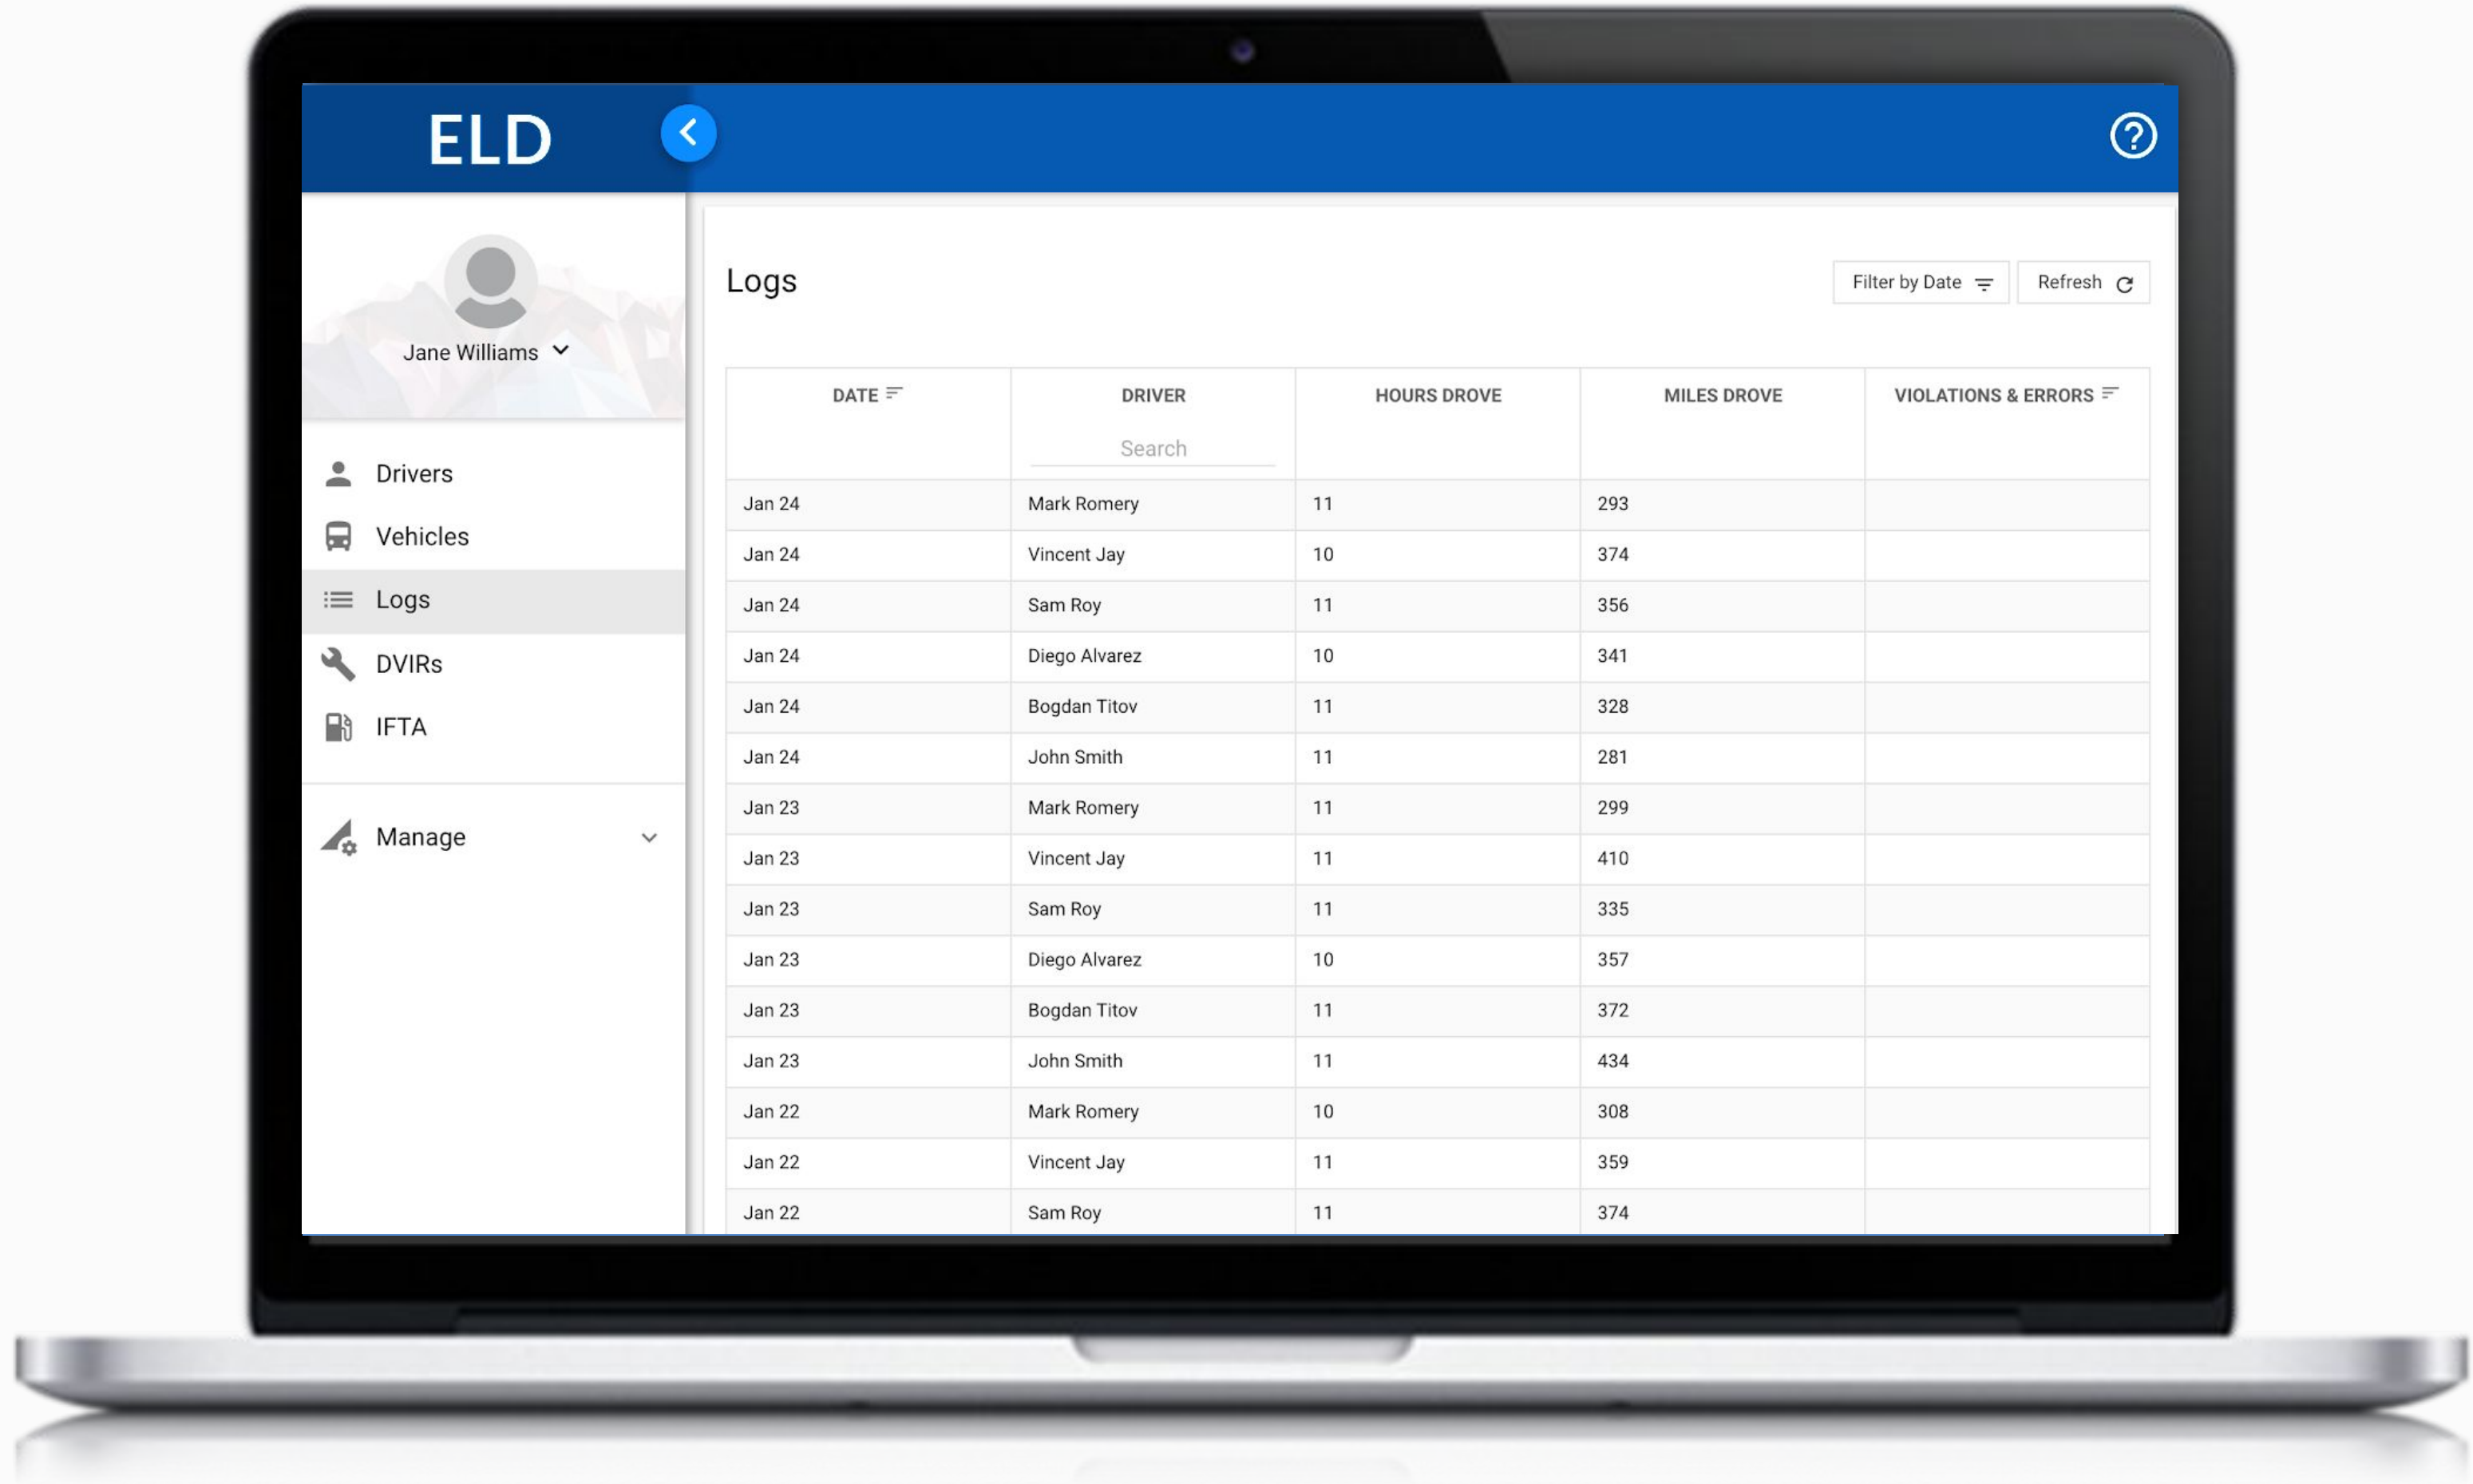 ELD
Jane Williams
Drivers
Vehicles
Logs
DVIRs
IFTA
Manage
Logs
Filter by Date
Refresh
DATE DRIVER HOURS DROVE MILES DROVE VIOLATIONS & ERRORS
Search
Jan 24 Mark Romery 11 293
Jan 24 Vincent Jay 10 374
Jan 24 Sam Roy 11 356
Jan 24 Diego Alvarez 10 341
Jan 24 Bogdan Titov 11 328
Jan 24 John Smith 11 281
Jan 23 Mark Romery 11 299
Jan 23 Vincent Jay 11 410
Jan 23 Sam Roy 11 335
Jan 23 Diego Alvarez 10 357
Jan 23 Bogdan Titov 11 372
Jan 23 John Smith 11 434
Jan 22 Mark Romery 10 308
Jan 22 Vincent Jay 11 359
Jan 22 Sam Roy 11 374